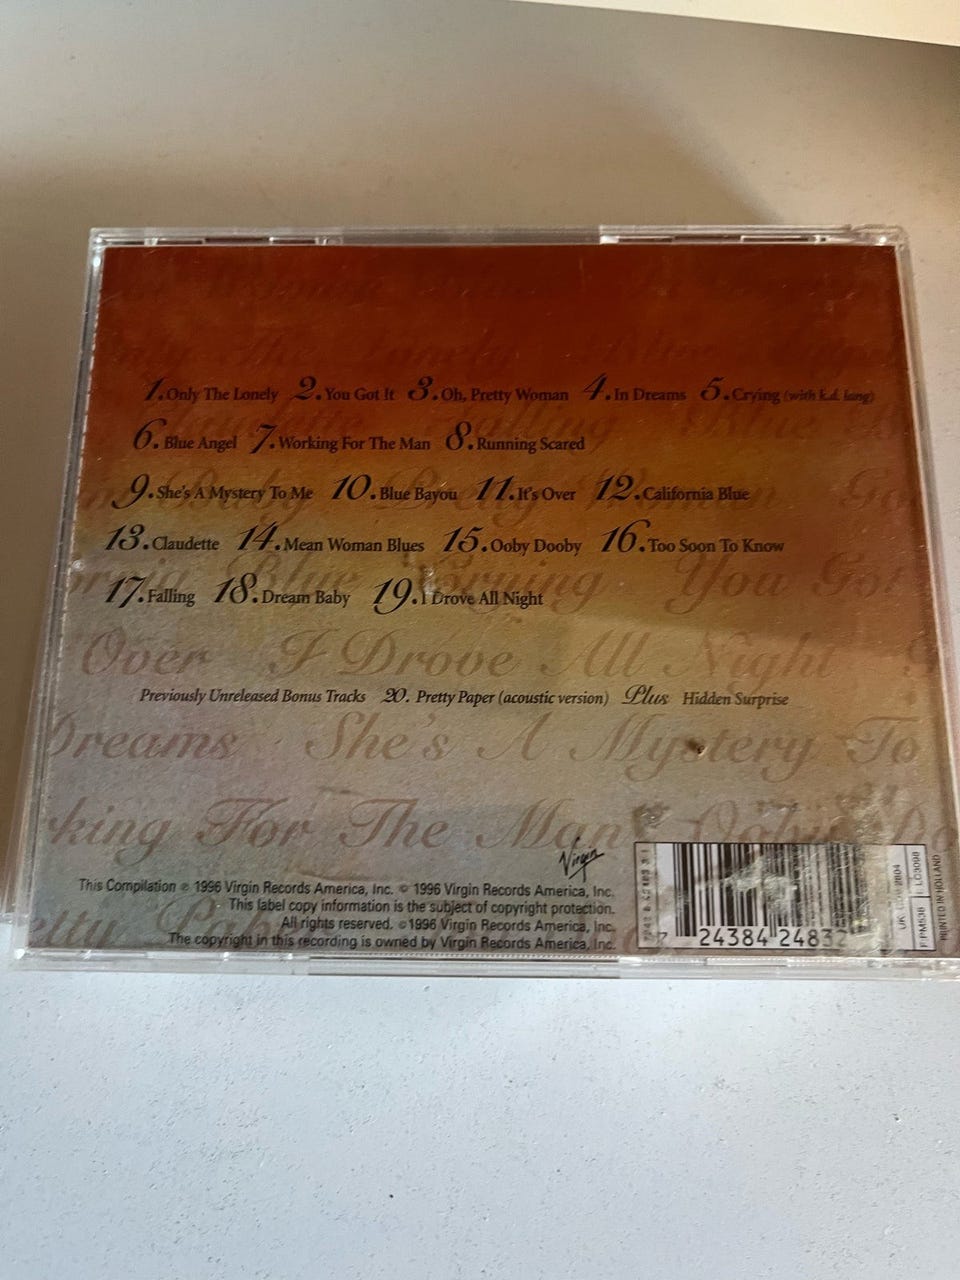 1. Only The Lonely 2. You Got It 3. Oh, Pretty Woman 4. In Dreams 5. Crying (with k.d. lang)
6. Blue Angel 7. Working For The Man 8. Running Scared
9. She's A Mystery To Me 10. Blue Bayou 11. It's Over 12. California Blue
13. Claudette 14. Mean Woman Blues 15. Ooby Dooby 16. Too Soon To Know
17. Falling 18. Dream Baby 19. I Drove All Night
Over I Drove All Night
Previously Unreleased Bonus Tracks 20. Pretty Paper (acoustic version) Plus Hidden Surprise
Dreams She's A Mystery To
king For The Man Ooby Do
Virgin
This Compilation ℗ 1996 Virgin Records America, Inc. © 1996 Virgin Records America, Inc.
This label copy information is the subject of copyright protection.
All rights reserved. © 1996 Virgin Records America, Inc.
The copyright in this recording is owned by Virgin Records America, Inc.
7 24384 24832
UK:
F:PM538
LC3098
PRINTED IN HOLLAND